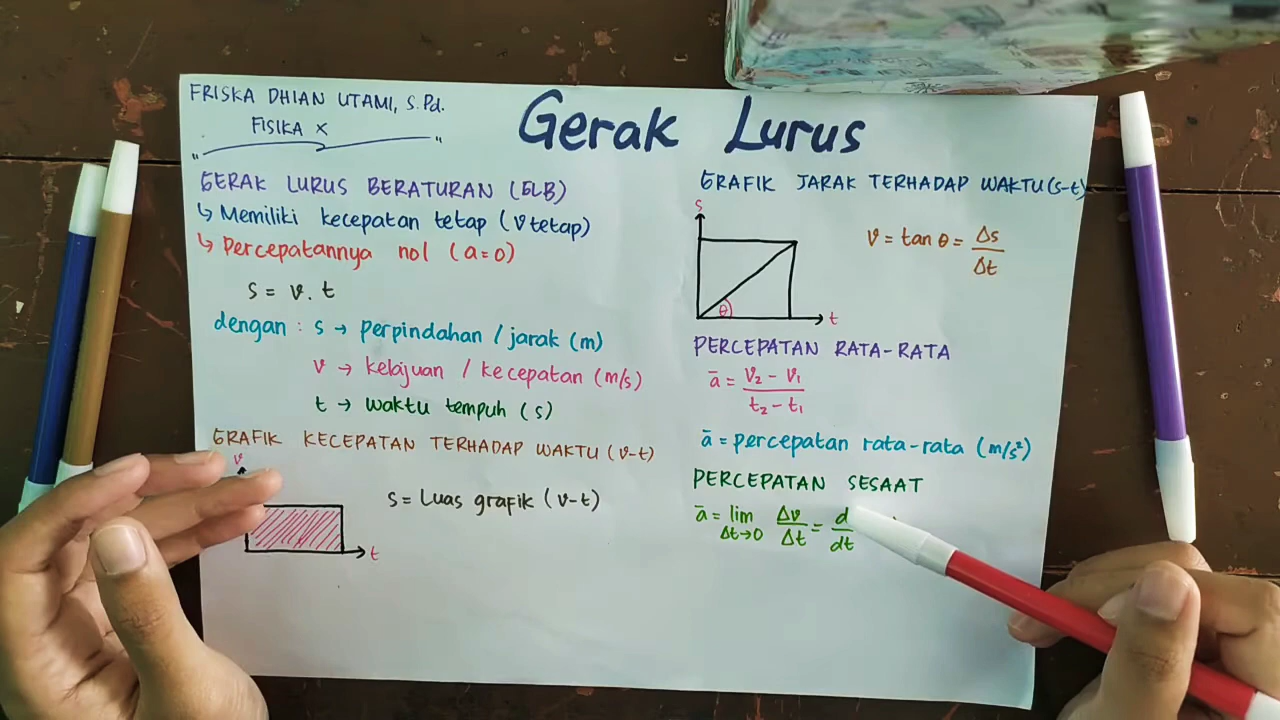 FRISKA DHIAN UTAMI, S.Pd.
FISIKA X
Gerak Lurus
GERAK LURUS BERATURAN (GLB)
↳ Memiliki kecepatan tetap (v tetap)
↳ Percepatannya nol (a=0)
s = v. t
dengan : s → perpindahan / jarak (m)
v → kelajuan / kecepatan (m/s)
t → waktu tempuh (s)
GRAFIK KECEPATAN TERHADAP WAKTU (v-t)
v
s = Luas grafik (v-t)
t
GRAFIK JARAK TERHADAP WAKTU (s-t)
s
v = tan θ = Δs/Δt
θ
t
PERCEPATAN RATA-RATA
ā = v₂ - v₁ / t₂ - t₁
ā = percepatan rata-rata (m/s²)
PERCEPATAN SESAAT
ā = lim Δt→0 Δv/Δt = d/dt